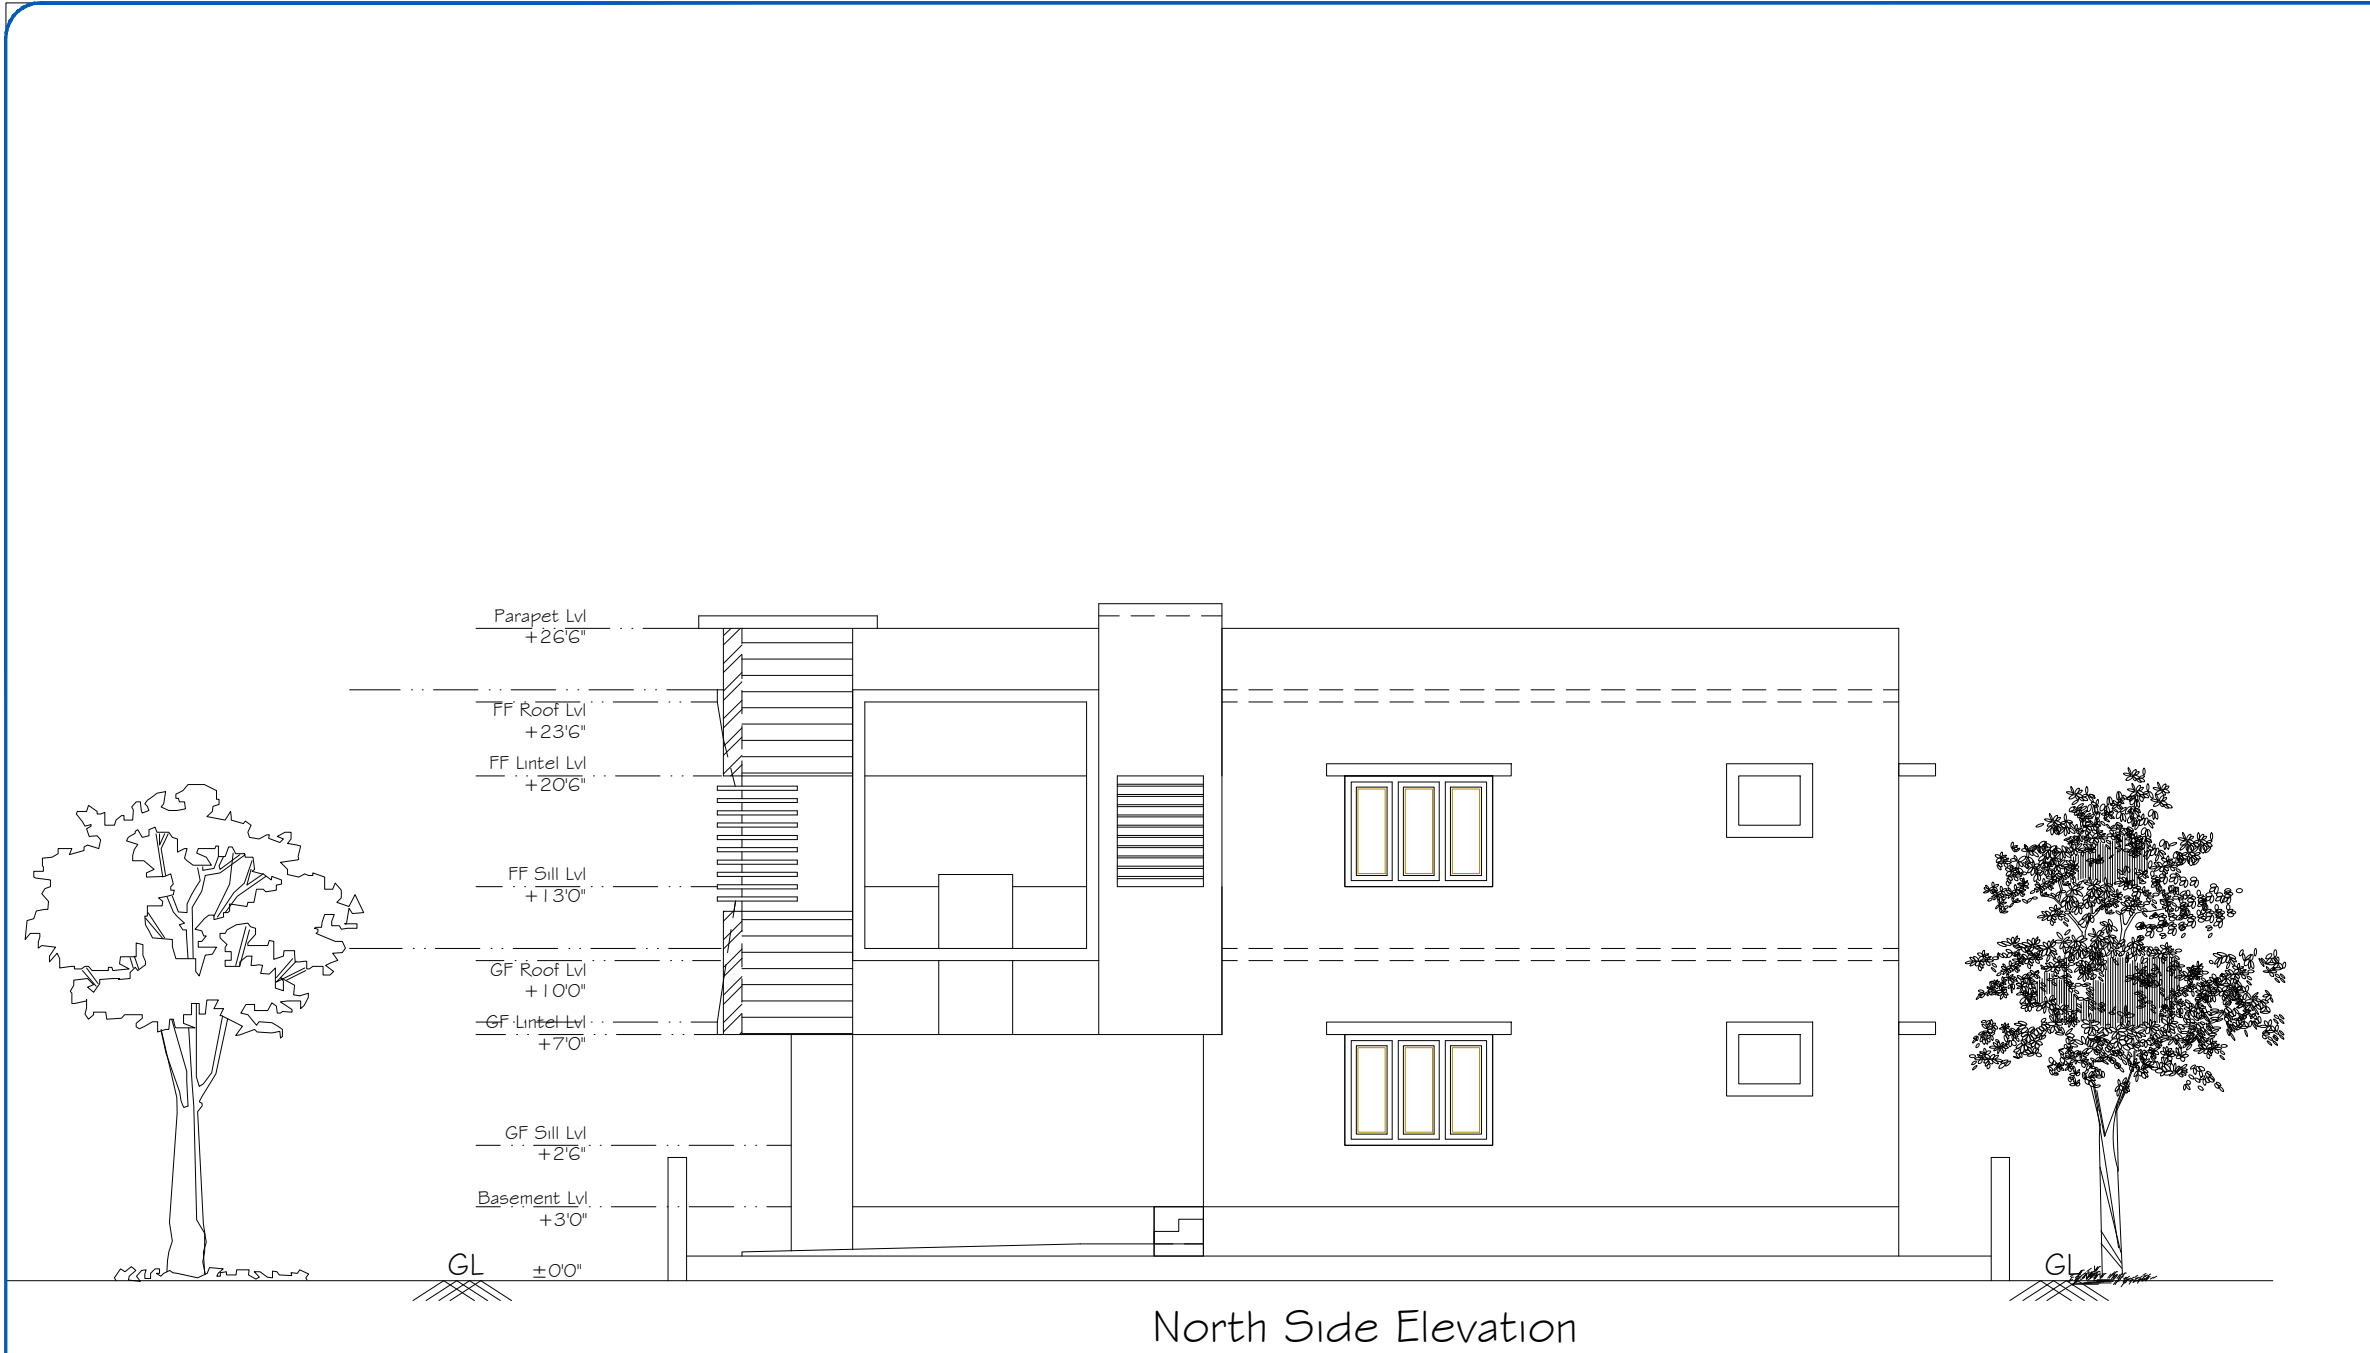 Parapet Lvl
+26'6"
FF Roof Lvl
+23'6"
FF Lintel Lvl
+20'6"
FF Sill Lvl
+13'0"
GF Roof Lvl
+10'0"
GF Lintel Lvl
+7'0"
GF Sill Lvl
+2'6"
Basement Lvl
+3'0"
±0'0"
GL
GL
North Side Elevation